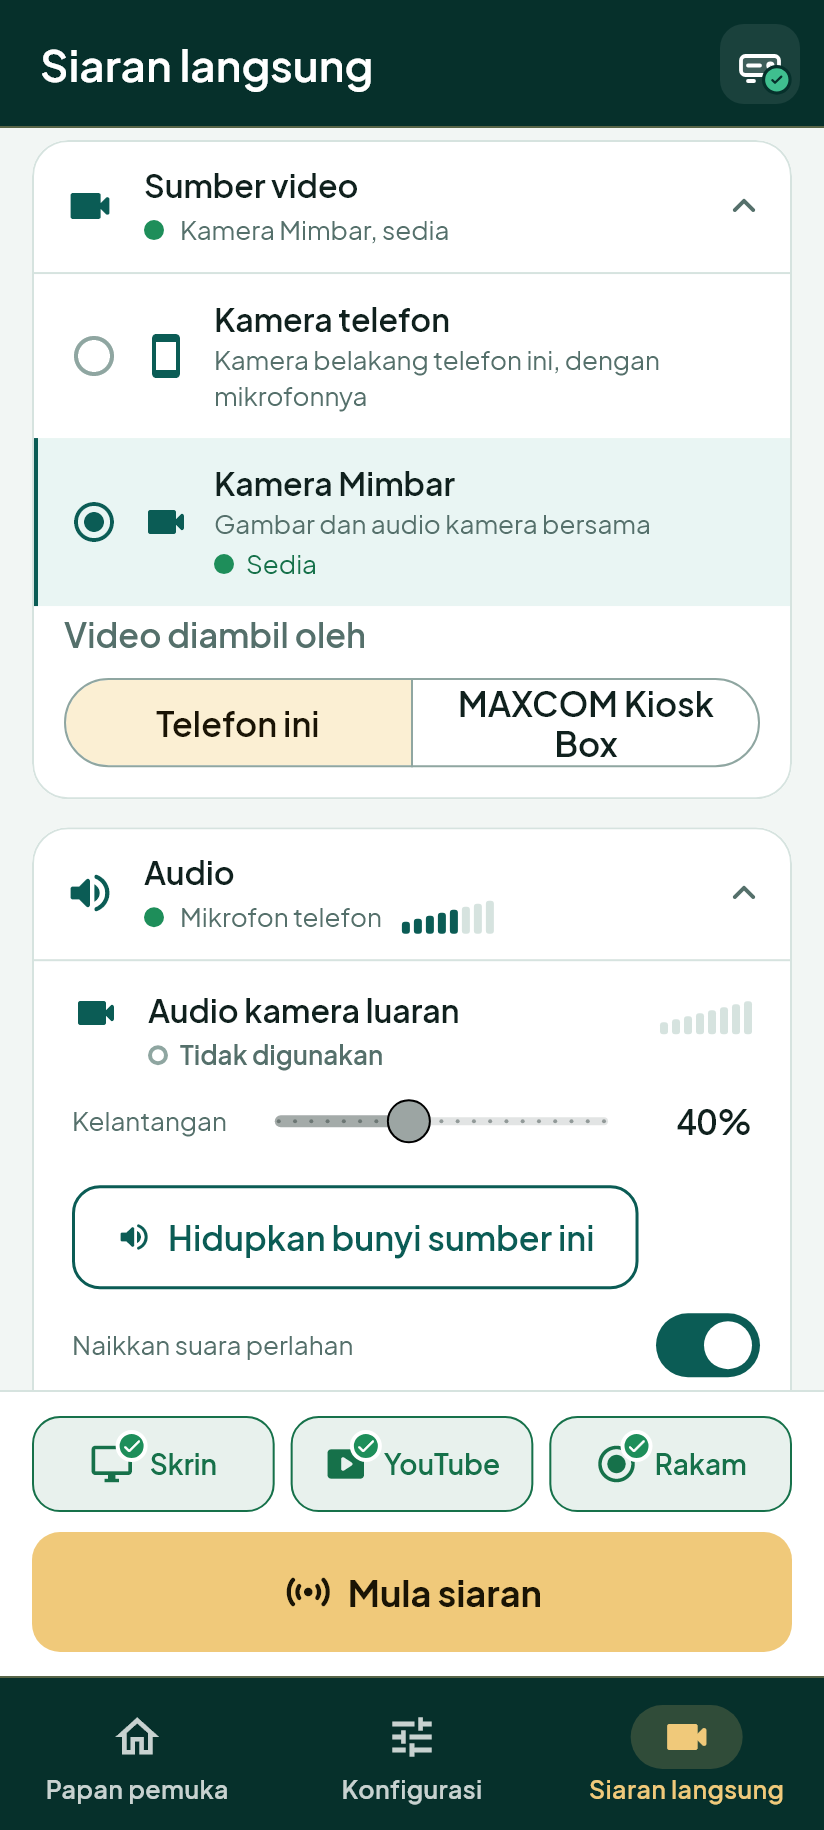 Siaran langsung
Sumber video
Kamera Mimbar, sedia
Kamera telefon
Kamera belakang telefon ini, dengan
mikrofonnya
Kamera Mimbar
Gambar dan audio kamera bersama
Sedia
Video diambil oleh
Telefon ini
MAXCOM Kiosk
Box
Audio
Mikrofon telefon
Audio kamera luaran
Tidak digunakan
Kelantangan
40%
Hidupkan bunyi sumber ini
Naikkan suara perlahan
Skrin
YouTube
Rakam
Mula siaran
Papan pemuka
Konfigurasi
Siaran langsung